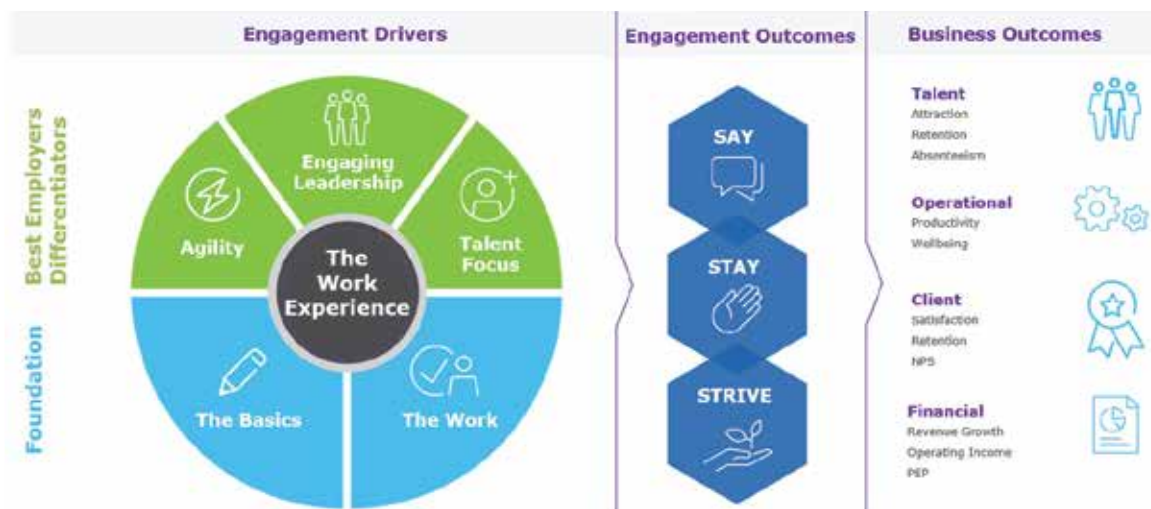 Engagement Drivers
Best Employers
Differentiators
Foundation
Agility
Engaging
Leadership
Talent
Focus
The
Work
Experience
The Basics
The Work
Engagement Outcomes
SAY
STAY
STRIVE
Business Outcomes
Talent
Attraction
Retention
Absenteeism
Operational
Productivity
Wellbeing
Client
Satisfaction
Retention
NPS
Financial
Revenue Growth
Operating Income
PEP